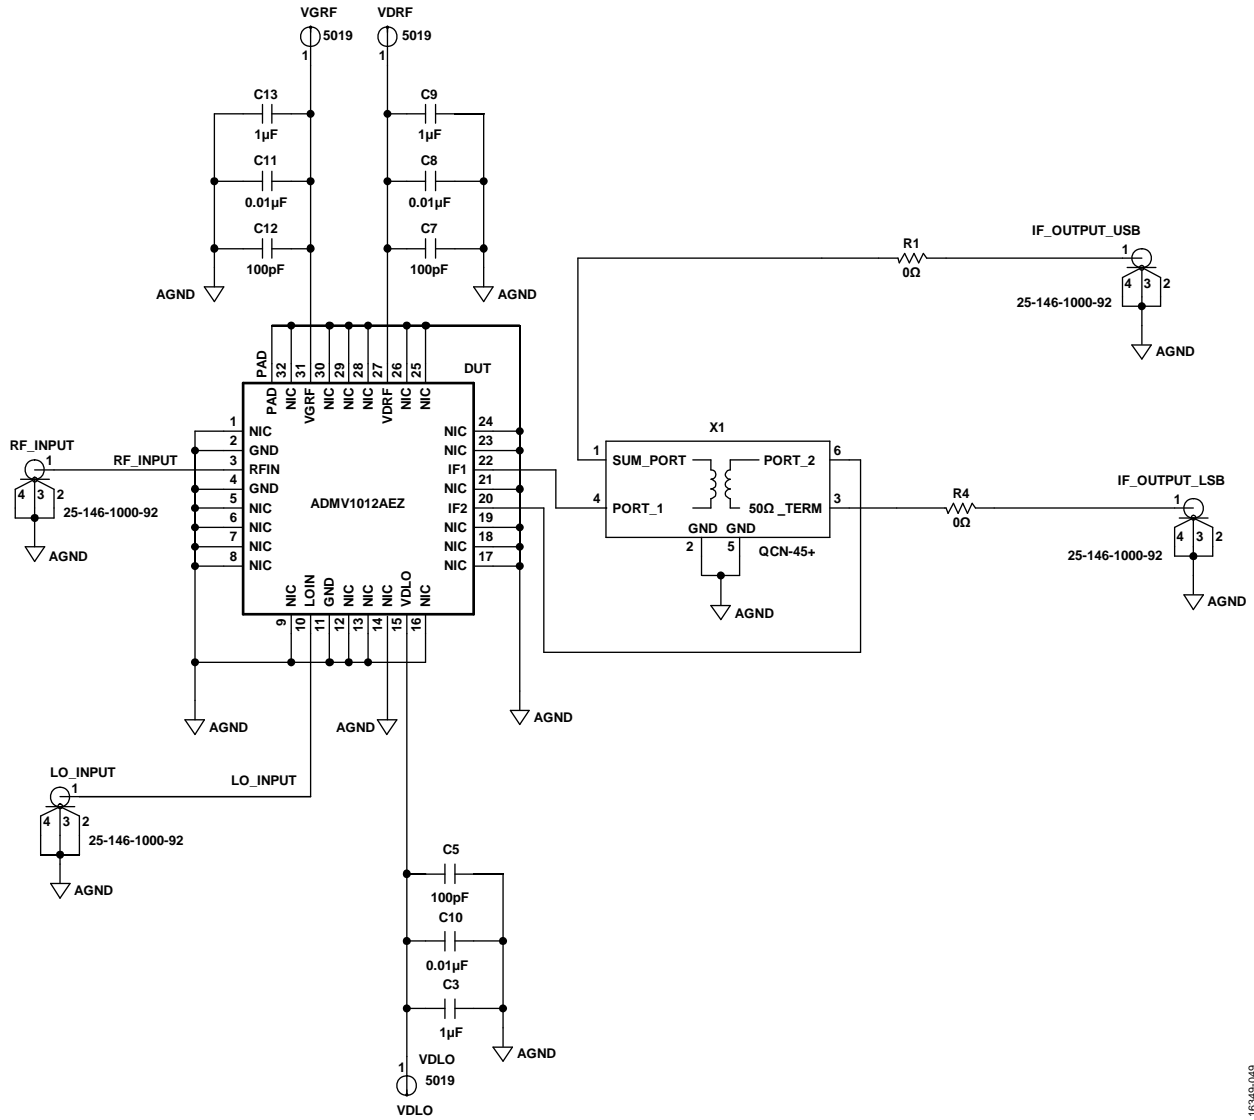 VGRF
VDRF
5019
5019
1
1
C13
1µF
C9
1µF
C11
0.01µF
C8
0.01µF
C12
100pF
C7
100pF
AGND
AGND
R1
0Ω
IF_OUTPUT_USB
1
4 3 2
25-146-1000-92
AGND
PAD
32
31
30
29
28
27
26
25
DUT
PAD
NIC
VGRF
NIC
NIC
NIC
VDRF
NIC
NIC
1 NIC
2 GND
3 RFIN
4 GND
5 NIC
6 NIC
7 NIC
8 NIC
NIC 24
NIC 23
IF1 22
NIC 21
IF2 20
NIC 19
NIC 18
NIC 17
ADMV1012AEZ
RF_INPUT
1
RF_INPUT
4 3 2
25-146-1000-92
AGND
X1
1 SUM_PORT
PORT_2 6
4 PORT_1
50Ω _TERM 3
GND GND
2 5
QCN-45+
AGND
R4
0Ω
IF_OUTPUT_LSB
1
4 3 2
25-146-1000-92
AGND
NIC
LOIN
GND
NIC
NIC
NIC
VDLO
NIC
9
10
11
12
13
14
15
16
AGND
AGND
AGND
LO_INPUT
1
LO_INPUT
4 3 2
25-146-1000-92
AGND
C5
100pF
C10
0.01µF
C3
1µF
AGND
VDLO
1
5019
VDLO
16349-049